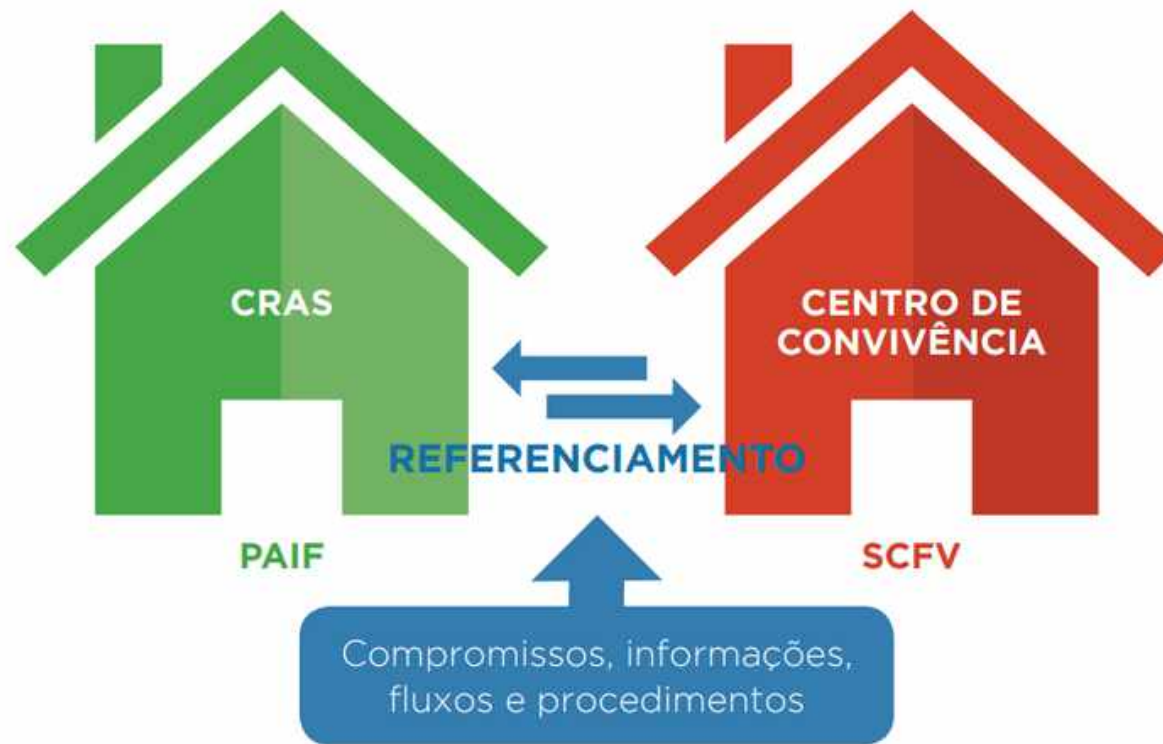 CRAS
CENTRO DE
CONVIVÊNCIA
REFERENCIAMENTO
PAIF
SCFV
Compromissos, informações,
fluxos e procedimentos